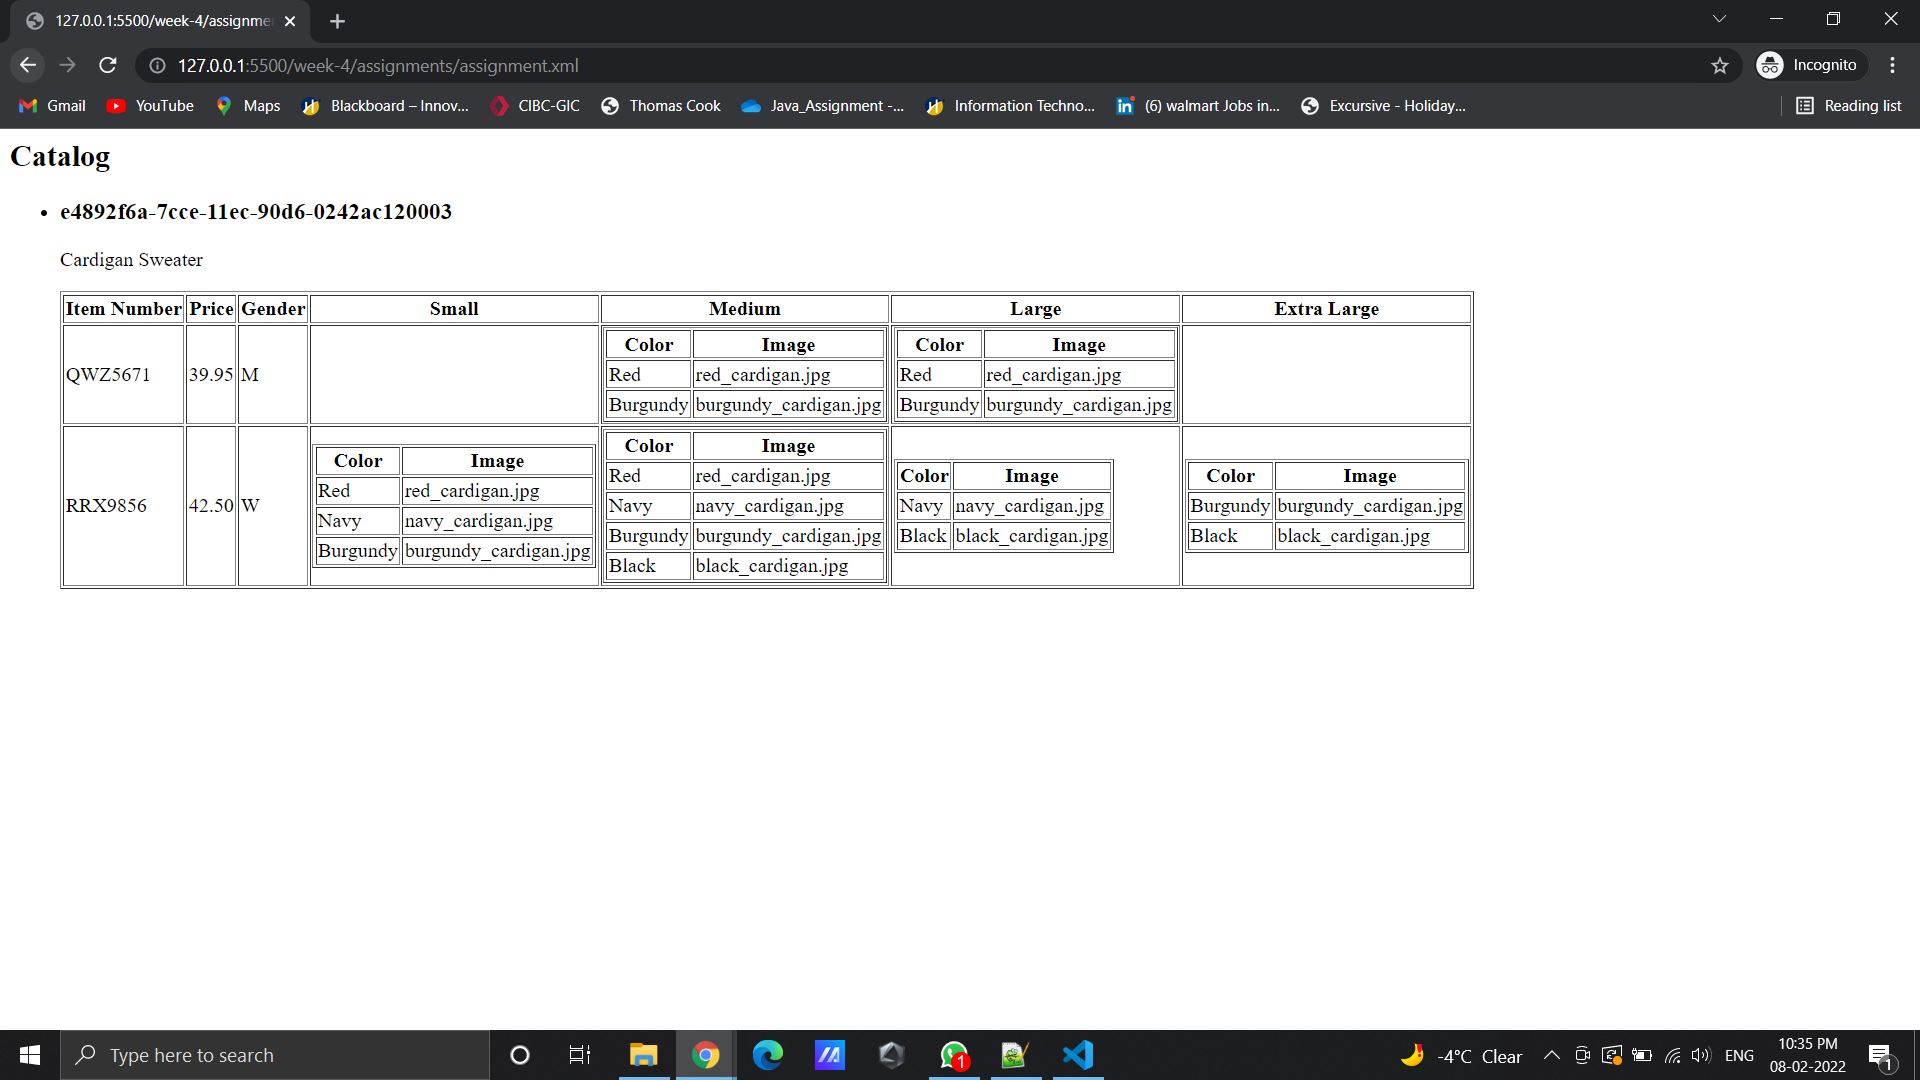 127.0.0.1:5500/week-4/assignme
127.0.0.1:5500/week-4/assignments/assignment.xml
Incognito
Gmail YouTube Maps Blackboard – Innov... CIBC-GIC Thomas Cook Java_Assignment -... Information Techno... (6) walmart Jobs in... Excursive - Holiday... Reading list
Catalog
• e4892f6a-7cce-11ec-90d6-0242ac120003
Cardigan Sweater
Item Number Price Gender Small Medium Large Extra Large
Color Image Color Image
QWZ5671 39.95 M Red red_cardigan.jpg Red red_cardigan.jpg
Burgundy burgundy_cardigan.jpg Burgundy burgundy_cardigan.jpg
RRX9856 42.50 W
Color Image
Red red_cardigan.jpg
Navy navy_cardigan.jpg
Burgundy burgundy_cardigan.jpg
Color Image
Red red_cardigan.jpg
Navy navy_cardigan.jpg
Burgundy burgundy_cardigan.jpg
Black black_cardigan.jpg
Color Image
Navy navy_cardigan.jpg
Black black_cardigan.jpg
Color Image
Burgundy burgundy_cardigan.jpg
Black black_cardigan.jpg
Type here to search
1
-4°C Clear
ENG
10:35 PM
08-02-2022
1